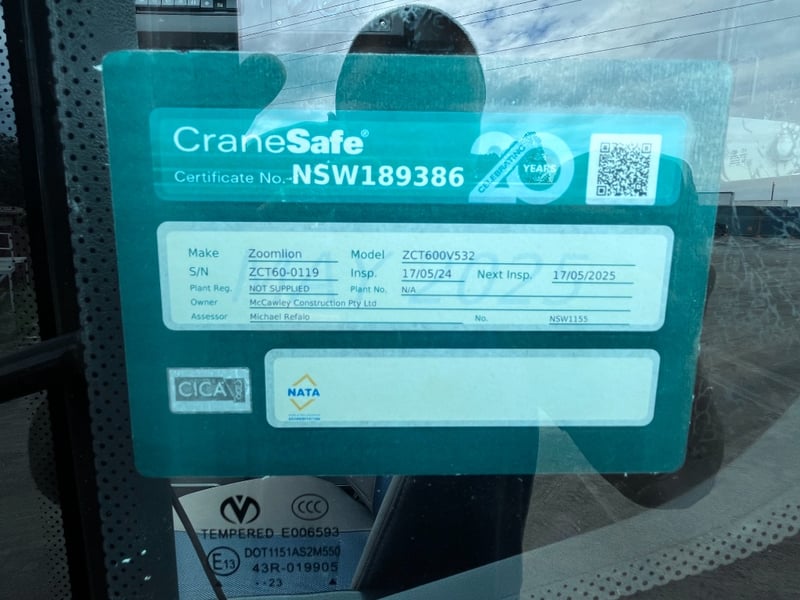 CraneSafe®
Certificate No. NSW189386
CELEBRATING 20 YEARS
Make Zoomlion Model ZCT600V532
S/N ZCT60-0119 Insp. 17/05/24 Next Insp. 17/05/2025
Plant Reg. NOT SUPPLIED Plant No. N/A
Owner McCawley Construction Pty Ltd
Assessor Michael Refalo No. NSW1155
CICA
NATA
CCC
TEMPERED E006593
E13 DOT1151AS2M550
43R-019905
··23